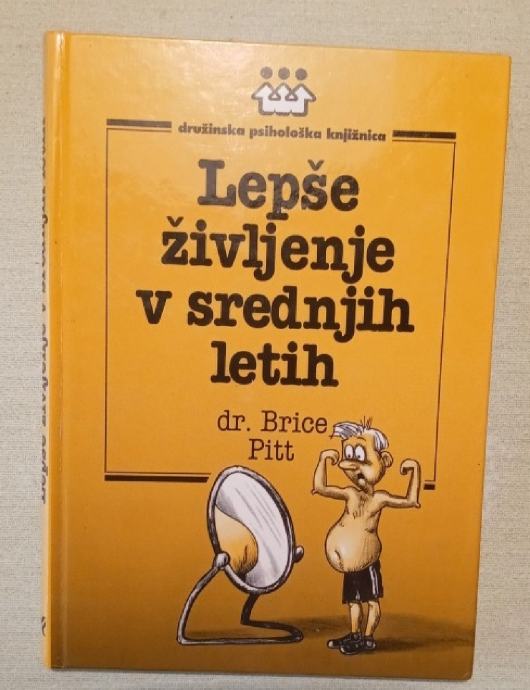 družinska psihološka knjižnica
Lepše
življenje
v srednjih
letih
dr. Brice
Pitt